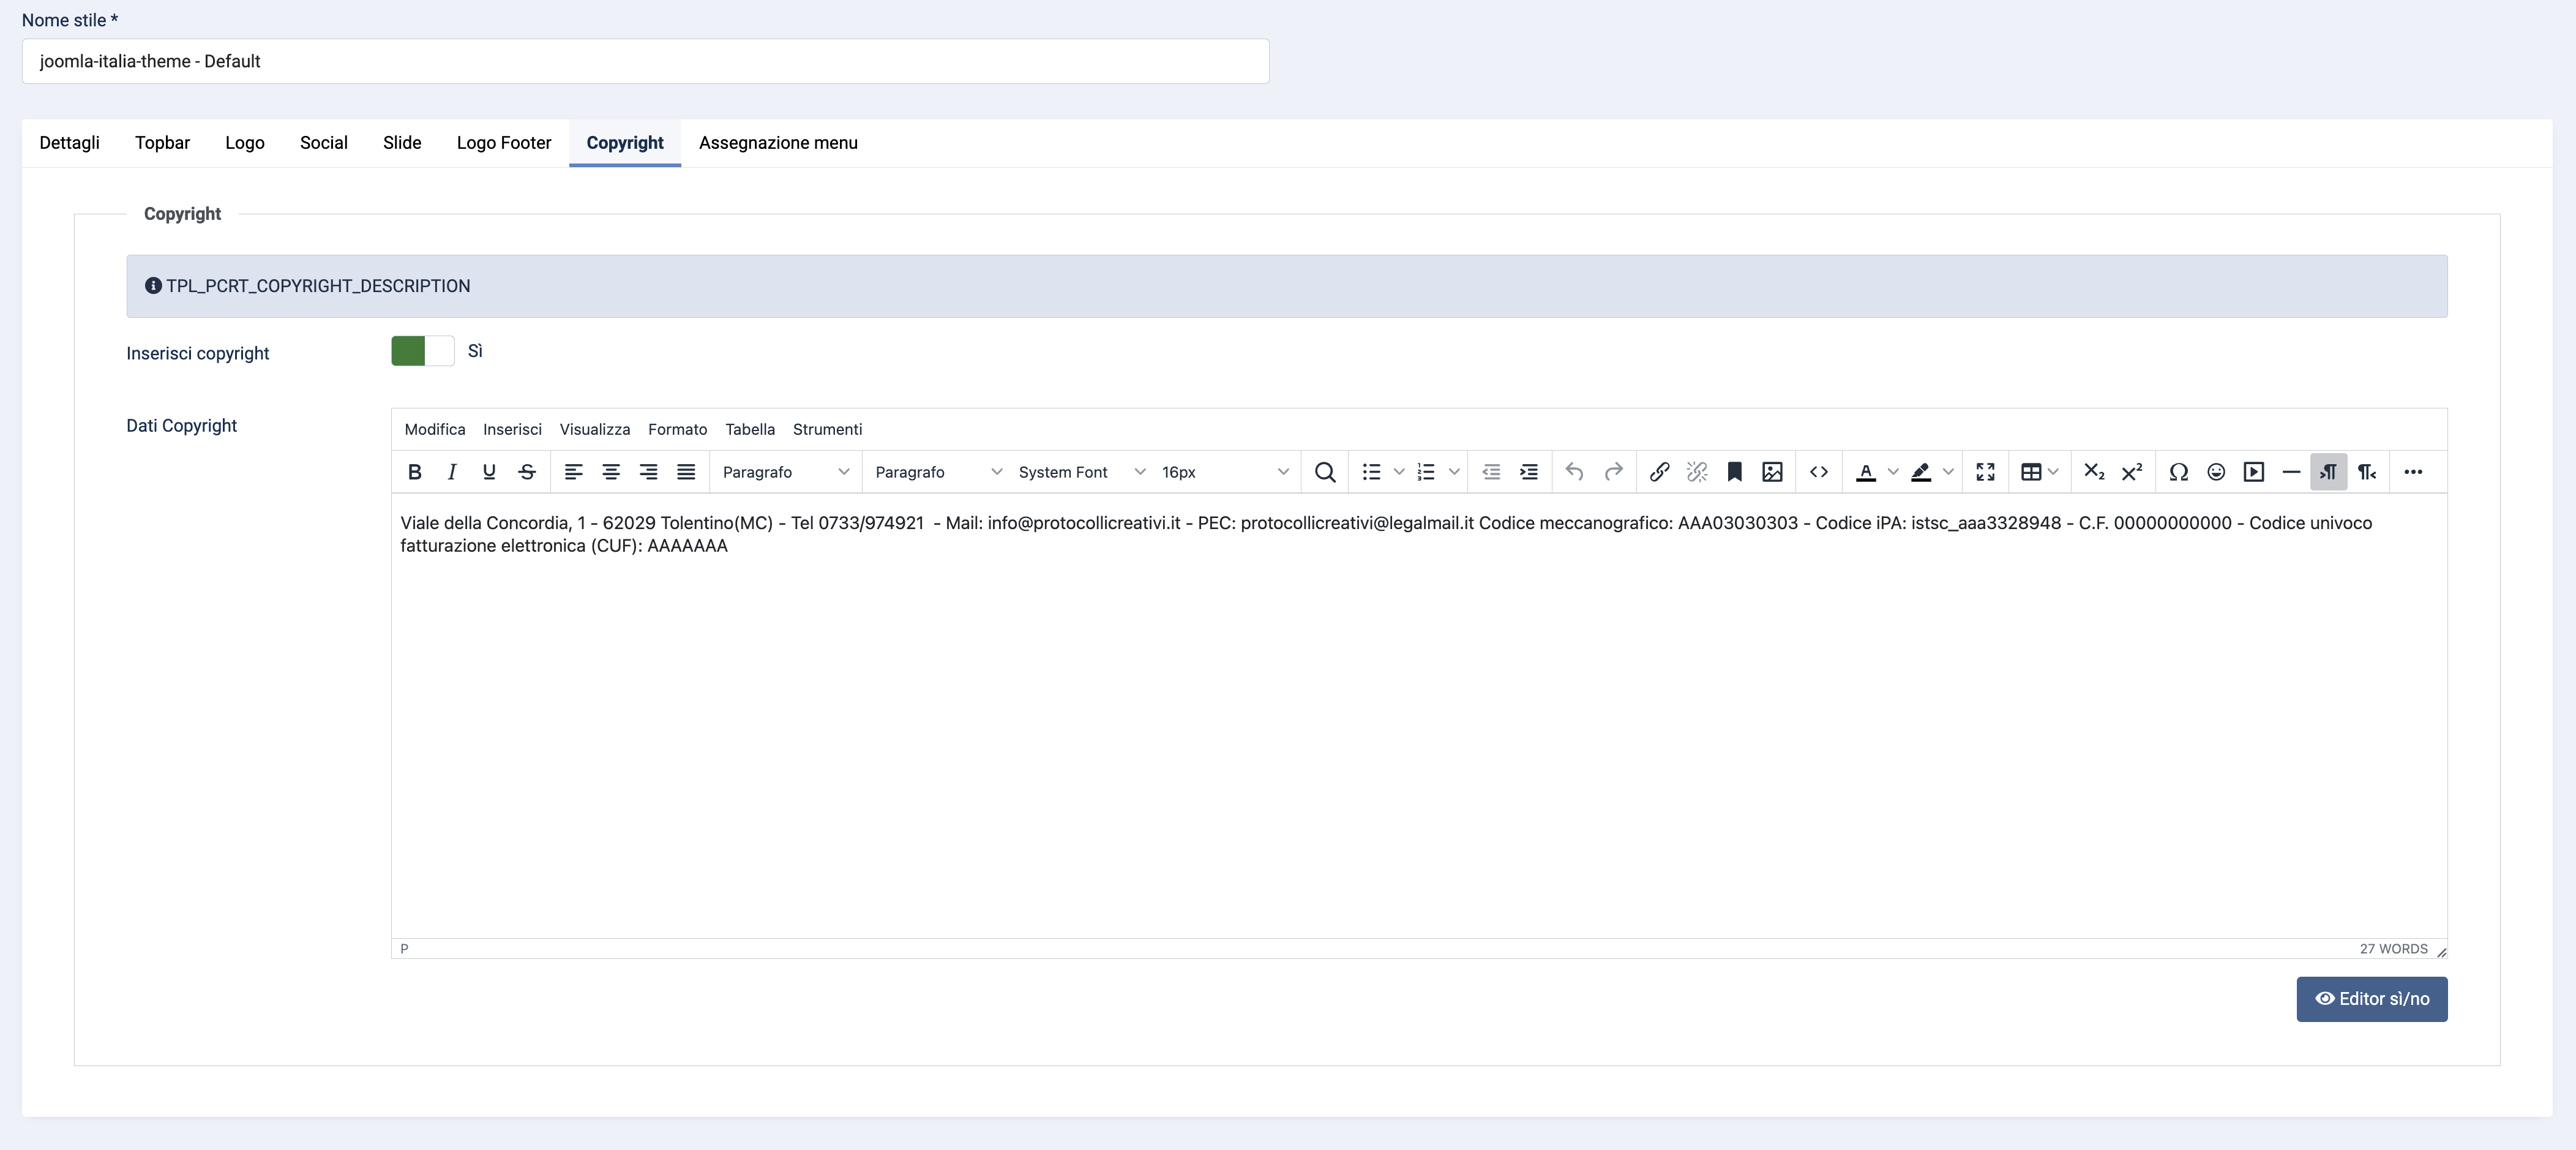 Nome stile *
joomla-italia-theme - Default
Dettagli Topbar Logo Social Slide Logo Footer Copyright Assegnazione menu
Copyright
TPL_PCRT_COPYRIGHT_DESCRIPTION
Inserisci copyright Sì
Dati Copyright
Modifica Inserisci Visualizza Formato Tabella Strumenti
Paragrafo Paragrafo System Font 16px
Viale della Concordia, 1 - 62029 Tolentino(MC) - Tel 0733/974921 - Mail: info@protocollicreativi.it - PEC: protocollicreativi@legalmail.it Codice meccanografico: AAA03030303 - Codice iPA: istsc_aaa3328948 - C.F. 00000000000 - Codice univoco
fatturazione elettronica (CUF): AAAAAAA
P 27 WORDS
Editor sì/no